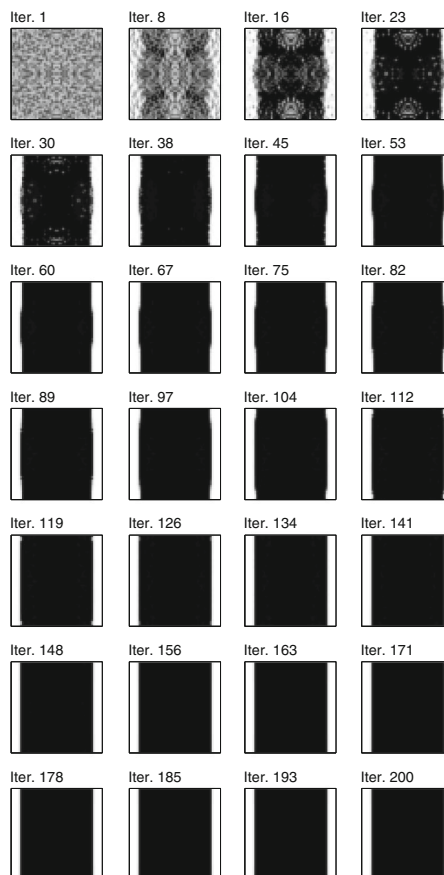 Iter. 1 Iter. 8 Iter. 16 Iter. 23
Iter. 30 Iter. 38 Iter. 45 Iter. 53
Iter. 60 Iter. 67 Iter. 75 Iter. 82
Iter. 89 Iter. 97 Iter. 104 Iter. 112
Iter. 119 Iter. 126 Iter. 134 Iter. 141
Iter. 148 Iter. 156 Iter. 163 Iter. 171
Iter. 178 Iter. 185 Iter. 193 Iter. 200